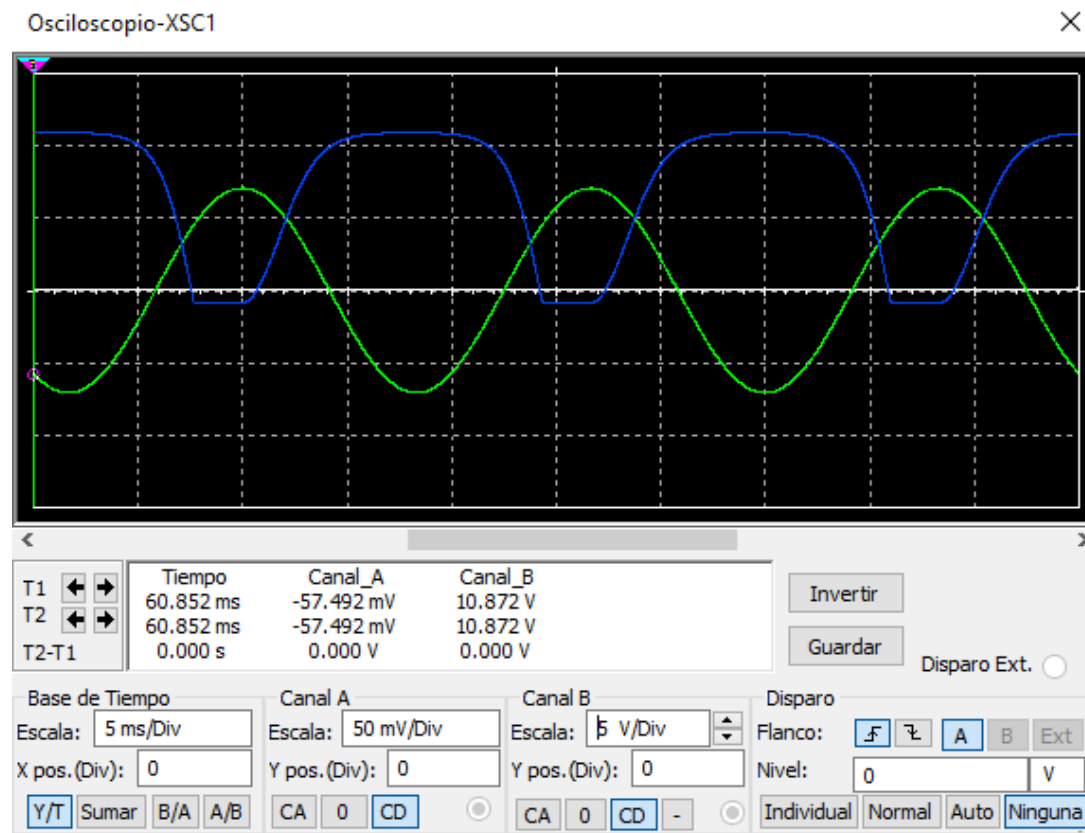 Osciloscopio-XSC1
T1
T2
T2-T1
Tiempo Canal_A Canal_B
60.852 ms -57.492 mV 10.872 V
60.852 ms -57.492 mV 10.872 V
0.000 s 0.000 V 0.000 V
Invertir
Guardar
Disparo Ext.
Base de Tiempo
Escala: 5 ms/Div
X pos.(Div): 0
Y/T Sumar B/A A/B
Canal A
Escala: 50 mV/Div
Y pos.(Div): 0
CA 0 CD
Canal B
Escala: 5 V/Div
Y pos.(Div): 0
CA 0 CD -
Disparo
Flanco: A B Ext
Nivel: 0 V
Individual Normal Auto Ninguna